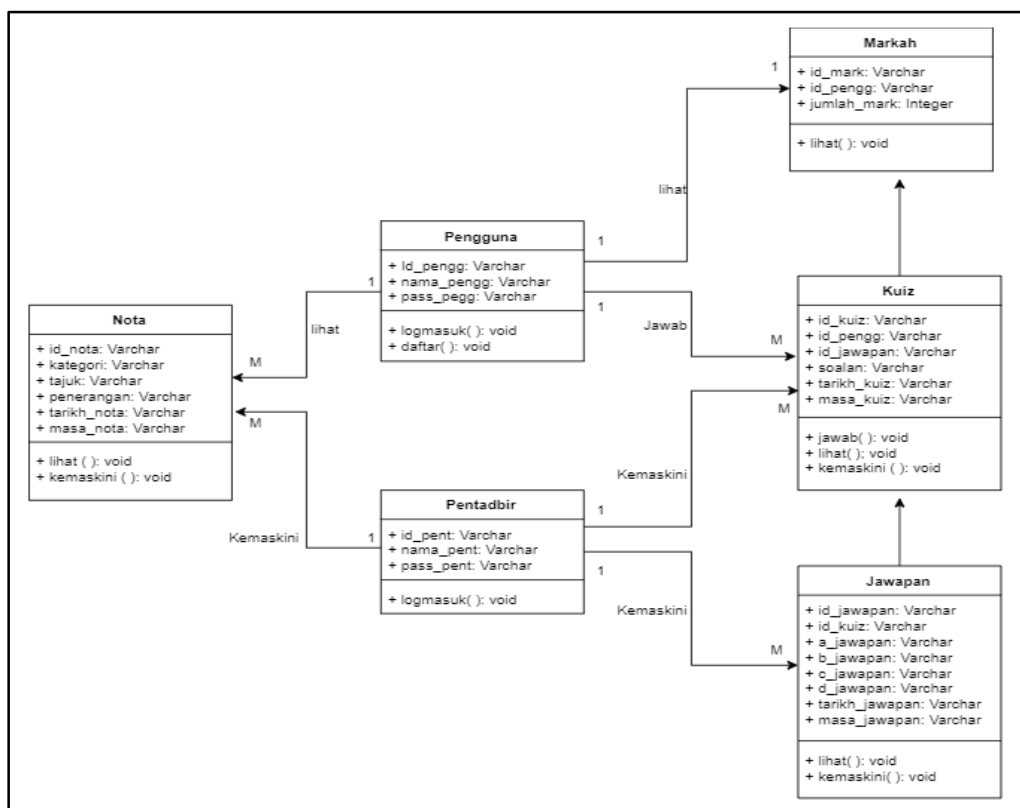 Markah
+ id_mark: Varchar
+ id_pengg: Varchar
+ jumlah_mark: Integer
+ lihat( ): void
1
lihat
1
Pengguna
+ Id_pengg: Varchar
+ nama_pengg: Varchar
+ pass_pegg: Varchar
+ logmasuk( ): void
+ daftar( ): void
1
lihat
M
1
Jawab
M
Nota
+ id_nota: Varchar
+ kategori: Varchar
+ tajuk: Varchar
+ penerangan: Varchar
+ tarikh_nota: Varchar
+ masa_nota: Varchar
+ lihat ( ): void
+ kemaskini ( ): void
Kuiz
+ id_kuiz: Varchar
+ id_pengg: Varchar
+ id_jawapan: Varchar
+ soalan: Varchar
+ tarikh_kuiz: Varchar
+ masa_kuiz: Varchar
+ jawab( ): void
+ lihat( ); void
+ kemaskini ( ): void
M
Kemaskini
1
M
Kemaskini
1
Pentadbir
+ id_pent: Varchar
+ nama_pent: Varchar
+ pass_pent: Varchar
+ logmasuk( ): void
1
Kemaskini
M
Jawapan
+ id_jawapan: Varchar
+ id_kuiz: Varchar
+ a_jawapan: Varchar
+ b_jawapan: Varchar
+ c_jawapan: Varchar
+ d_jawapan: Varchar
+ tarikh_jawapan: Varchar
+ masa_jawapan: Varchar
+ lihat( ): void
+ kemaskini( ): void